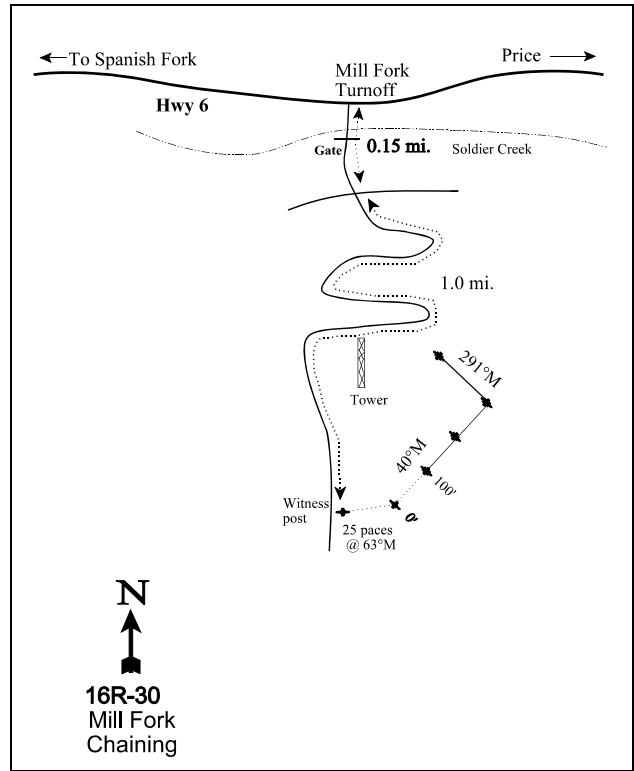 To Spanish Fork
Price
Mill Fork
Turnoff
Hwy 6
Gate
0.15 mi.
Soldier Creek
1.0 mi.
291°M
Tower
40°M
100'
Witness
post
0'
25 paces
@ 63°M
N
16R-30
Mill Fork
Chaining